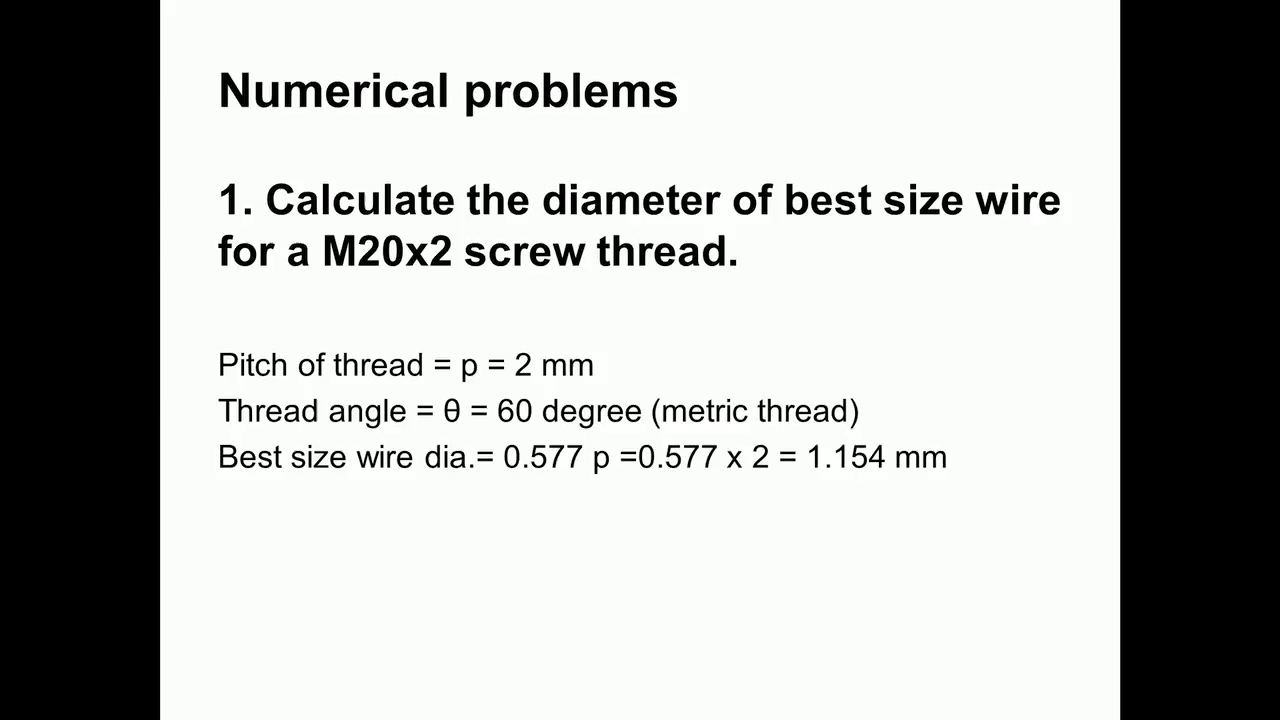 Numerical problems
1. Calculate the diameter of best size wire
for a M20x2 screw thread.
Pitch of thread = p = 2 mm
Thread angle = θ = 60 degree (metric thread)
Best size wire dia.= 0.577 p =0.577 x 2 = 1.154 mm